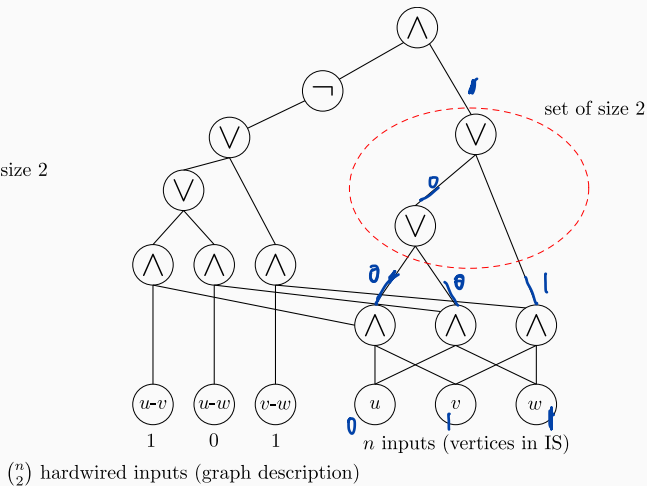 ∧
¬
1
set of size 2
∨
∨
size 2
0
∨
∨
∧ ∧ ∧
0 0 1
∧ ∧ ∧
u-v u-w v-w u v w
0 1 1
1 0 1 n inputs (vertices in IS)
(n 2) hardwired inputs (graph description)